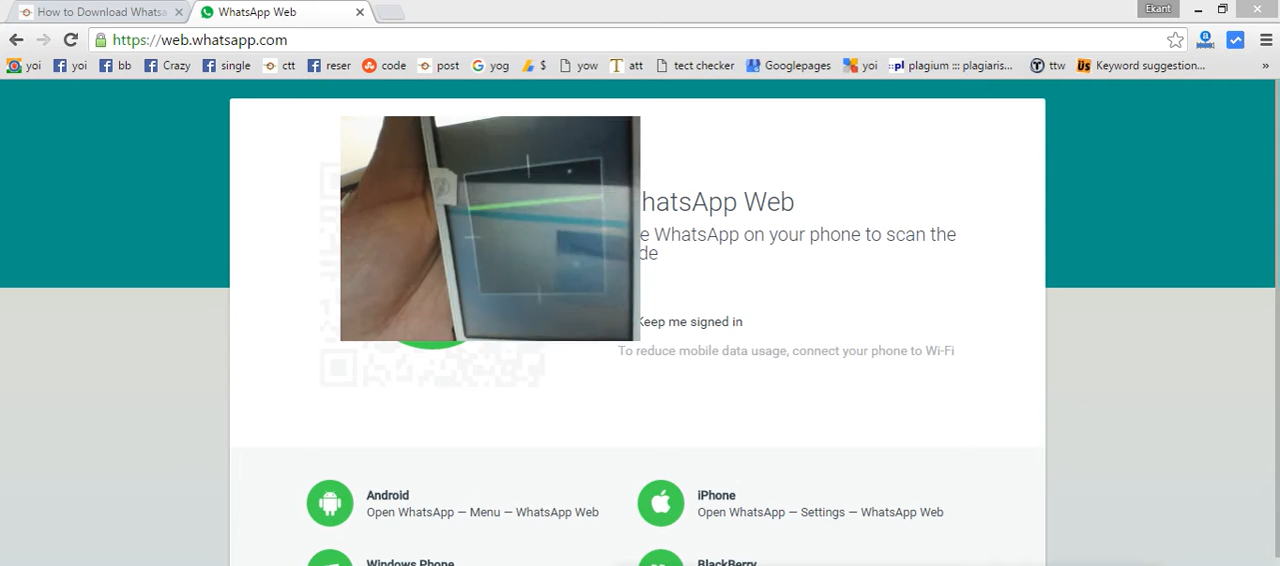 How to Download Whatsa
WhatsApp Web
Ekant
https://web.whatsapp.com
yoi yoi bb Crazy single ctt reser code post yog $ yow att tect checker Googlepages yoi plagium ::: plagiaris... ttw Keyword suggestion... »
hatsApp Web
e WhatsApp on your phone to scan the
de
Keep me signed in
To reduce mobile data usage, connect your phone to Wi-Fi
Android
Open WhatsApp – Menu – WhatsApp Web
iPhone
Open WhatsApp – Settings – WhatsApp Web
Windows Phone
BlackBerry